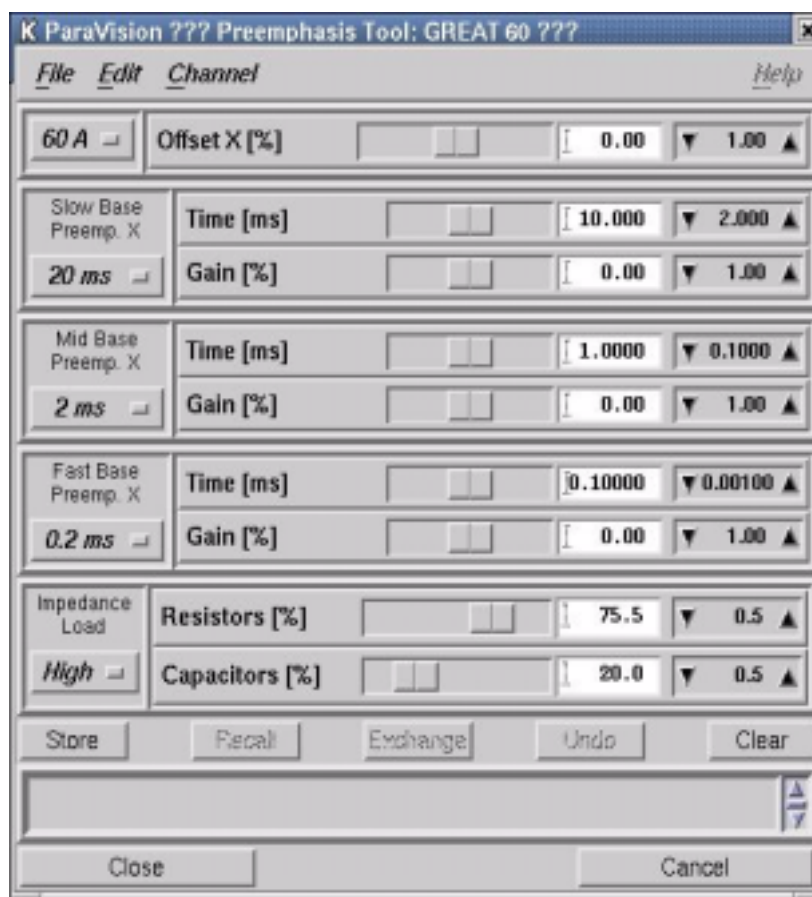 ParaVision ??? Preemphasis Tool: GREAT 60 ???
File Edit Channel Help
60 A Offset X [%] 0.00 1.00
Slow Base
Preemp. X
20 ms
Time [ms] 10.000 2.000
Gain [%] 0.00 1.00
Mid Base
Preemp. X
2 ms
Time [ms] 1.0000 0.1000
Gain [%] 0.00 1.00
Fast Base
Preemp. X
0.2 ms
Time [ms] 0.10000 0.00100
Gain [%] 0.00 1.00
Impedance
Load
High
Resistors [%] 75.5 0.5
Capacitors [%] 20.0 0.5
Store Recall Exchange Undo Clear
Close Cancel